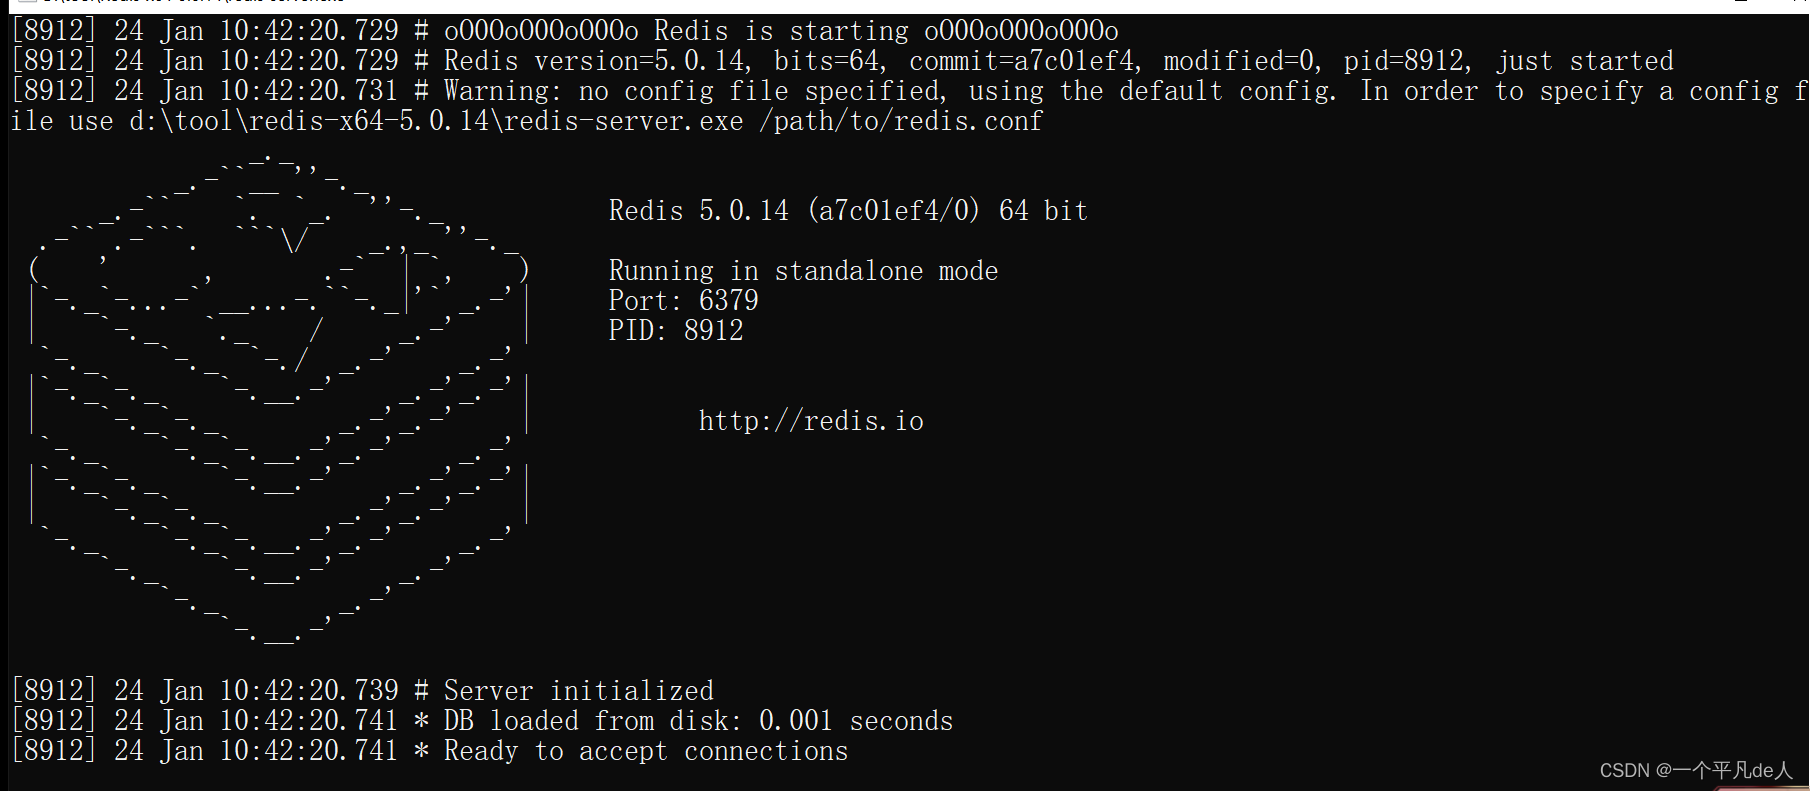 [8912] 24 Jan 10:42:20.729 # oO0OoO0OoO0Oo Redis is starting oO0OoO0OoO0Oo
[8912] 24 Jan 10:42:20.729 # Redis version=5.0.14, bits=64, commit=a7c01ef4, modified=0, pid=8912, just started
[8912] 24 Jan 10:42:20.731 # Warning: no config file specified, using the default config. In order to specify a config f
ile use d:\tool\redis-x64-5.0.14\redis-server.exe /path/to/redis.conf
Redis 5.0.14 (a7c01ef4/0) 64 bit
Running in standalone mode
Port: 6379
PID: 8912
http://redis.io
[8912] 24 Jan 10:42:20.739 # Server initialized
[8912] 24 Jan 10:42:20.741 * DB loaded from disk: 0.001 seconds
[8912] 24 Jan 10:42:20.741 * Ready to accept connections
CSDN @一个平凡de人